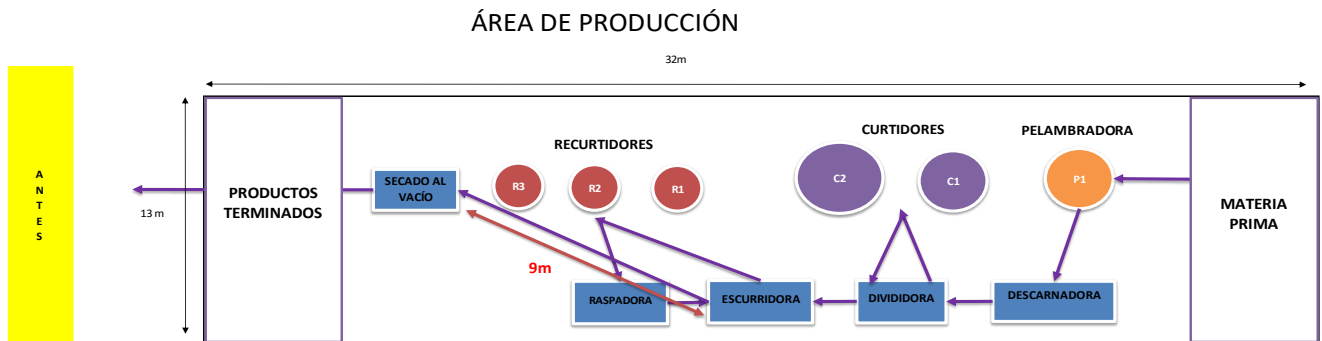 ÁREA DE PRODUCCIÓN
32m
A
N
T
E
S
13 m
PRODUCTOS
TERMINADOS
SECADO AL
VACÍO
RECURTIDORES
R3
R2
R1
CURTIDORES
C2
C1
PELAMBRADORA
P1
MATERIA
PRIMA
9m
RASPADORA
ESCURRIDORA
DIVIDIDORA
DESCARNADORA